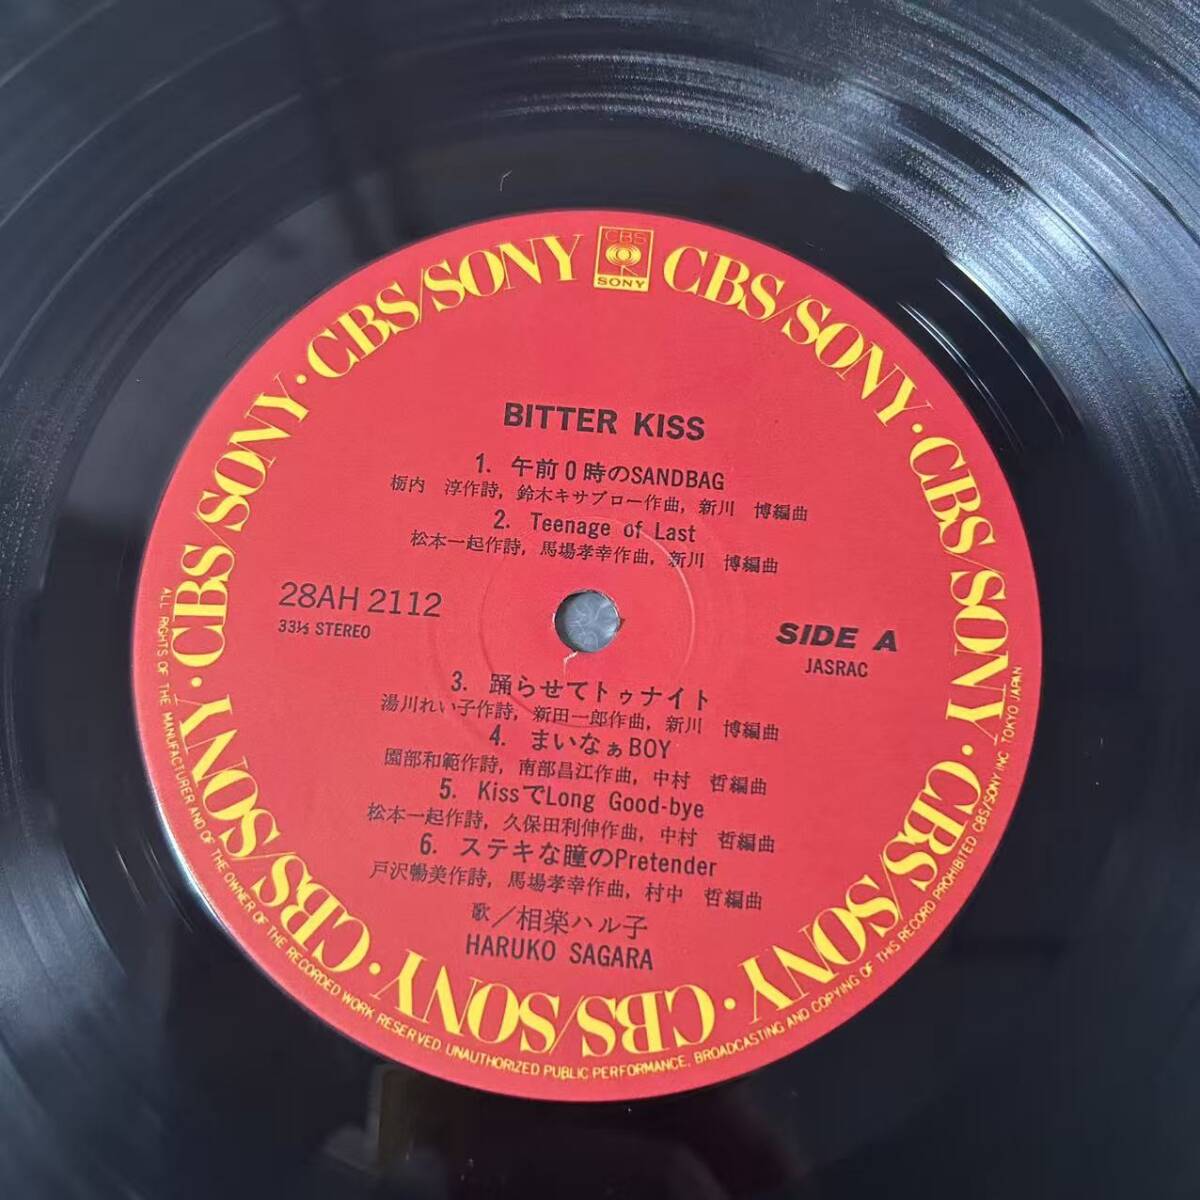 CBS/SONY · CBS/SONY · CBS/SONY · CBS/SONY · CBS/SONY · CBS/SONY · CBS/SONY · CBS/SONY
CBS
SONY
BITTER KISS
1. 午前0時のSANDBAG
栃内 淳作詩, 鈴木キサブロー作曲, 新川 博編曲
2. Teenage of Last
松本一起作詩, 馬場孝幸作曲, 新川 博編曲
28AH 2112
33⅓ STEREO
SIDE A
JASRAC
3. 踊らせてトゥナイト
湯川れい子作詩, 新田一郎作曲, 新川 博編曲
4. まいなぁBOY
園部和範作詩, 南部昌江作曲, 中村 哲編曲
5. KissでLong Good-bye
松本一起作詩, 久保田利伸作曲, 中村 哲編曲
6. ステキな瞳のPretender
戸沢暢美作詩, 馬場孝幸作曲, 村中 哲編曲
歌／相楽ハル子
HARUKO SAGARA
ALL RIGHTS OF THE MANUFACTURER AND OF THE OWNER OF THE RECORDED WORK RESERVED. UNAUTHORIZED PUBLIC PERFORMANCE, BROADCASTING AND COPYING OF THIS RECORD PROHIBITED CBS/SONY INC. TOKYO JAPAN